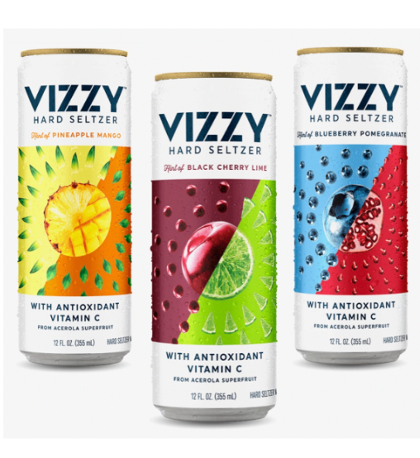 VIZZY
HARD SELTZER
Hint of PINEAPPLE MANGO
WITH ANTIOXIDANT
VITAMIN C
FROM ACEROLA SUPERFRUIT
12 FL. OZ. (355 mL)
VIZZY
HARD SELTZER
Hint of BLACK CHERRY LIME
WITH ANTIOXIDANT
VITAMIN C
FROM ACEROLA SUPERFRUIT
12 FL. OZ. (355 mL)
VIZZY
HARD SELTZER
Hint of BLUEBERRY POMEGRANATE
WITH ANTIOXIDANT
VITAMIN C
FROM ACEROLA SUPERFRUIT
12 FL. OZ. (355 mL)